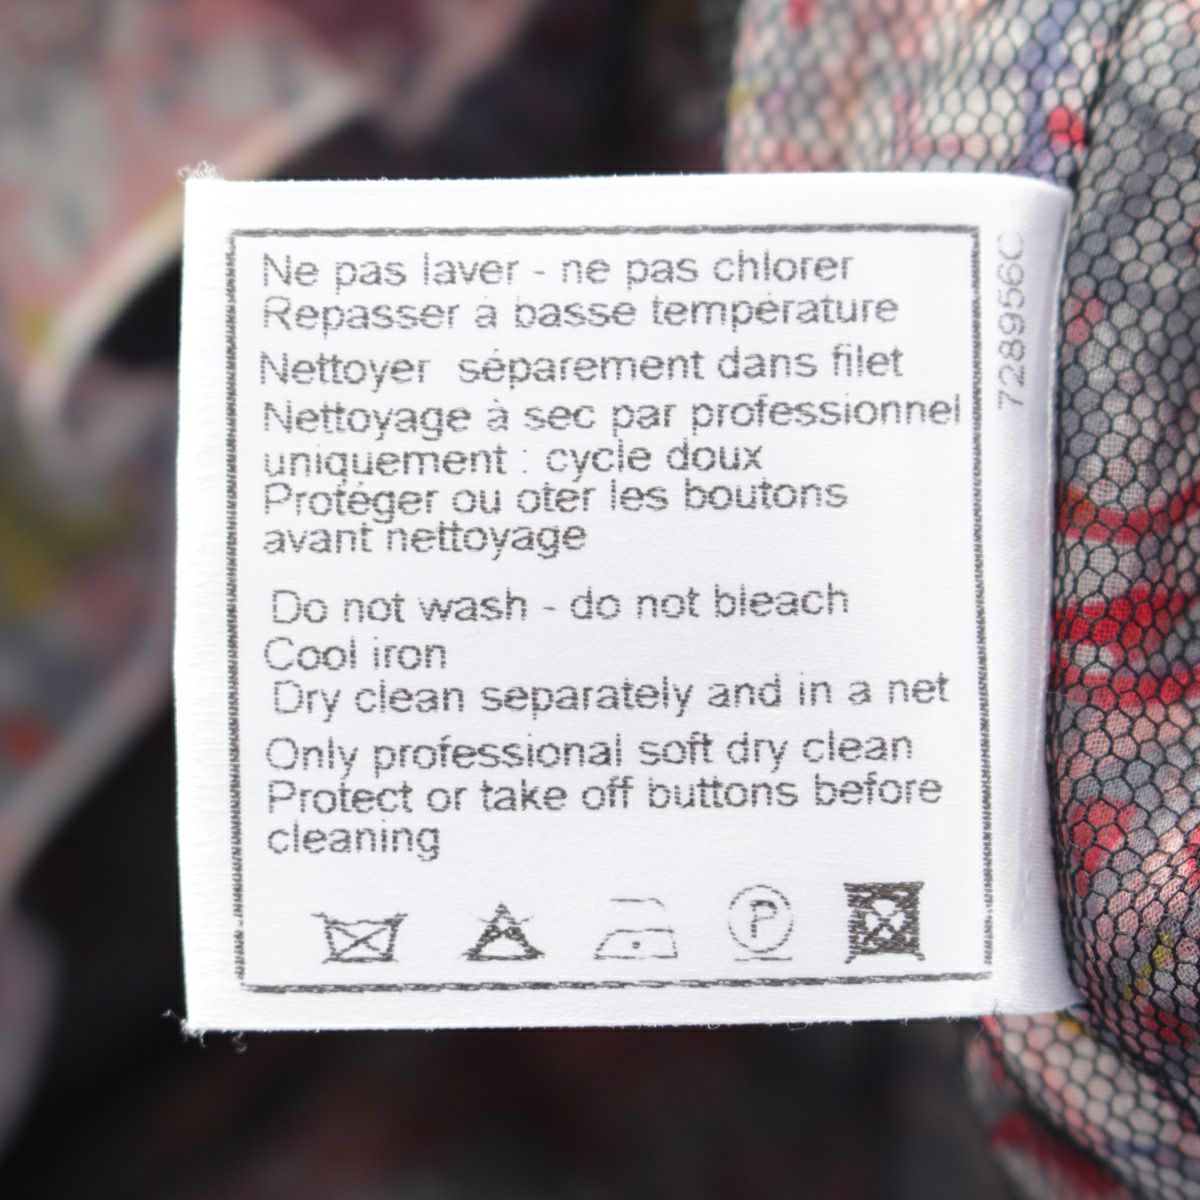 Ne pas laver - ne pas chlorer
Repasser à basse température
Nettoyer séparement dans filet
Nettoyage à sec par professionnel
uniquement : cycle doux
Protéger ou oter les boutons
avant nettoyage
Do not wash - do not bleach
Cool iron
Dry clean separately and in a net
Only professional soft dry clean
Protect or take off buttons before
cleaning
P
728956C